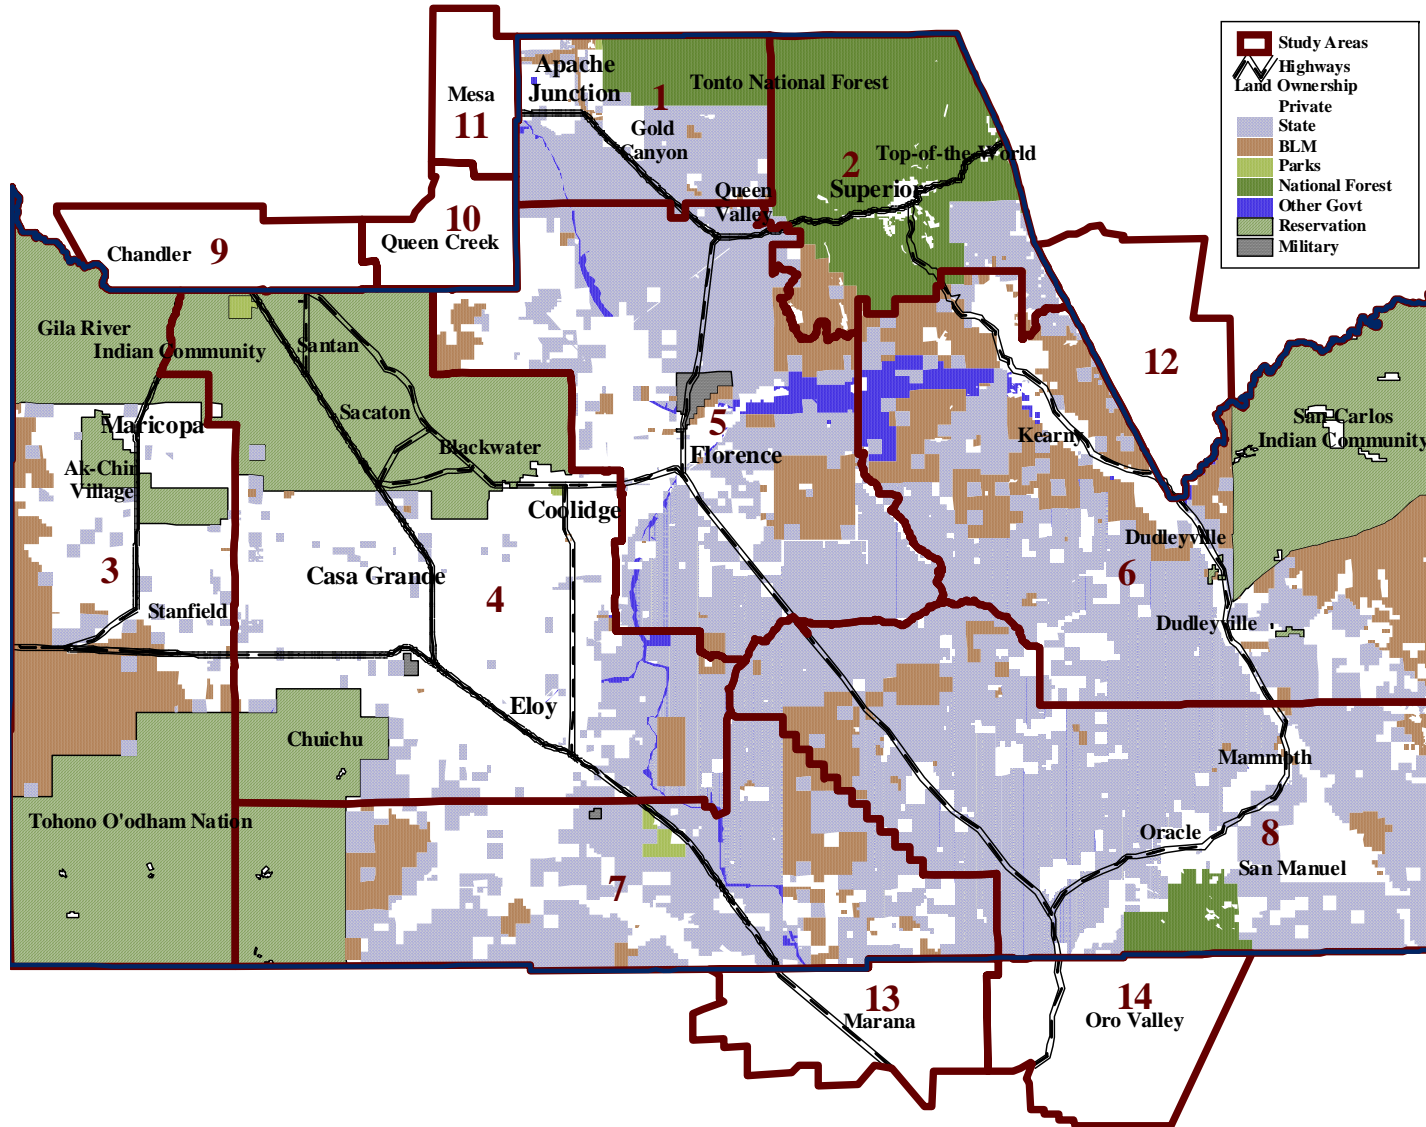 Study Areas
Highways
Land Ownership
Private
State
BLM
Parks
National Forest
Other Govt
Reservation
Military
Apache
Junction
Mesa
11
1
Tonto National Forest
Gold
Canyon
2
Top-of-the-World
Superior
Queen
Valley
10
Queen Creek
Chandler
9
Gila River
Indian Community
Santan
12
Sacaton
Maricopa
Blackwater
5
Florence
Kearny
San Carlos
Indian Community
Ak-Chin
Village
Coolidge
Dudleyville
3
Casa Grande
4
6
Stanfield
Dudleyville
Eloy
Chuichu
Mammoth
Tohono O'odham Nation
Oracle
8
San Manuel
7
13
Marana
14
Oro Valley